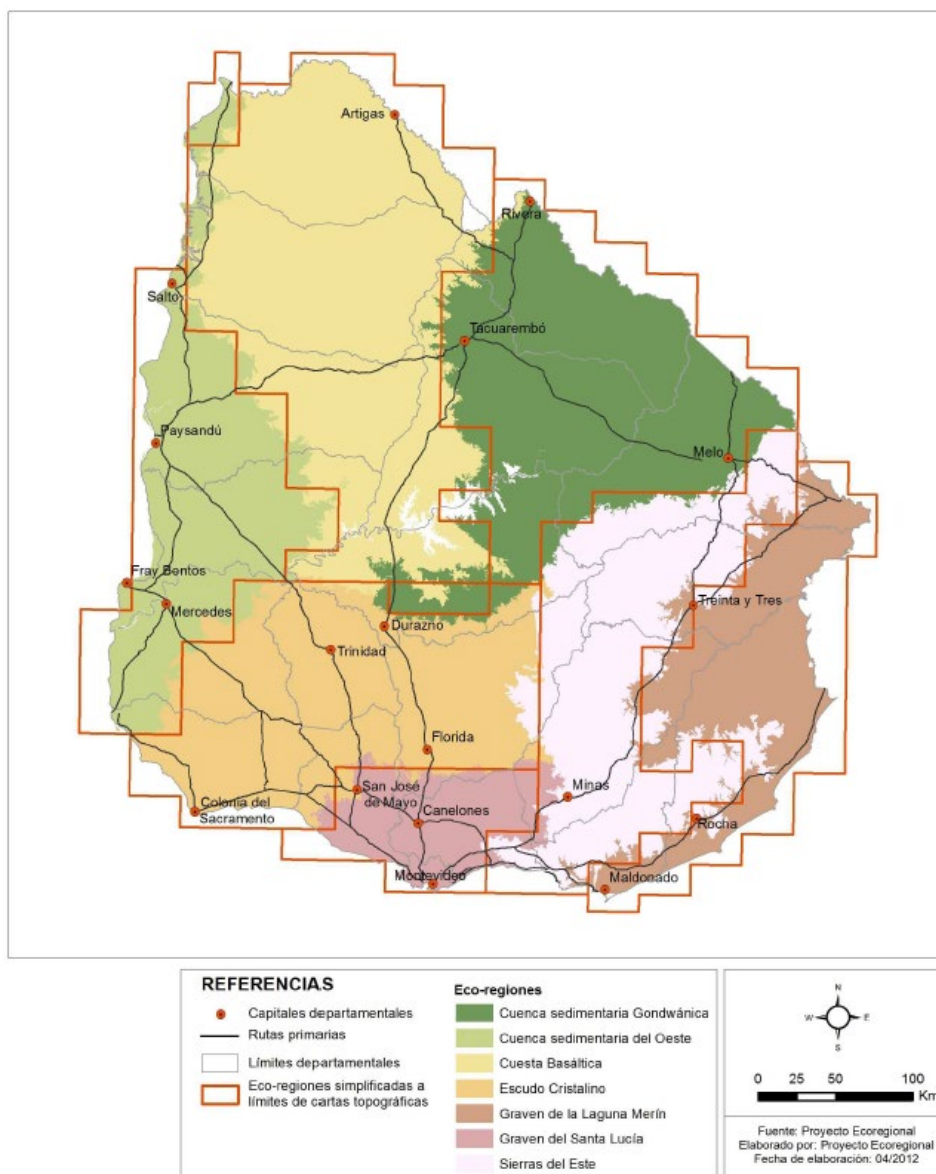 Artigas
Rivera
Salto
Tacuarembó
Paysandú
Melo
Fray Bentos
Mercedes
Treinta y Tres
Durazno
Trinidad
Florida
San José
de Mayo
Minas
Colonia del
Sacramento
Canelones
Rocha
Montevideo
Maldonado
REFERENCIAS
Capitales departamentales
Rutas primarias
Límites departamentales
Eco-regiones simplificadas a
límites de cartas topográficas
Eco-regiones
Cuenca sedimentaria Gondwánica
Cuenca sedimentaria del Oeste
Cuesta Basáltica
Escudo Cristalino
Graven de la Laguna Merín
Graven del Santa Lucía
Sierras del Este
N
W E
S
0 25 50 100
Km
Fuente: Proyecto Ecoregional
Elaborado por: Proyecto Ecoregional
Fecha de elaboración: 04/2012